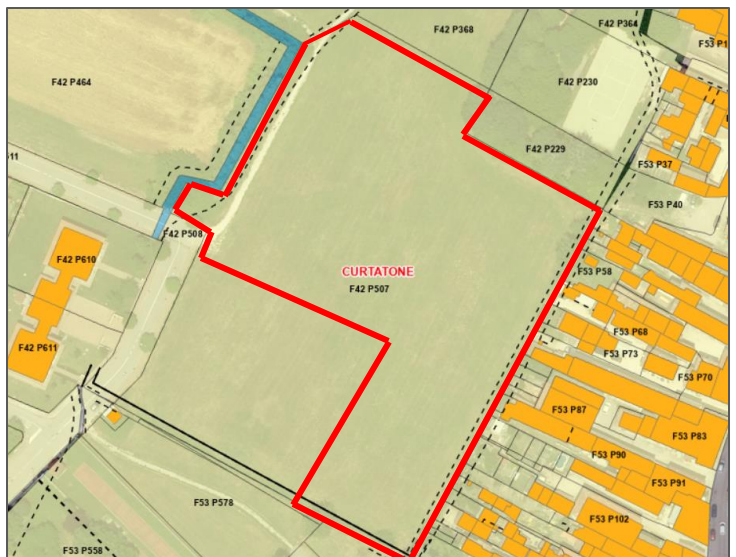 F42 P368
F42 P364
F53 P1
F42 P464
F42 P230
F42 P229
011
F53 P37
F53 P40
F42 P508
F42 P610
CURTATONE
F53 P58
F42 P507
F53 P68
F42 P611
F53 P73
F53 P70
F53 P87
F53 P83
F53 P90
F53 P91
F53 P578
F53 P102
F53 P558